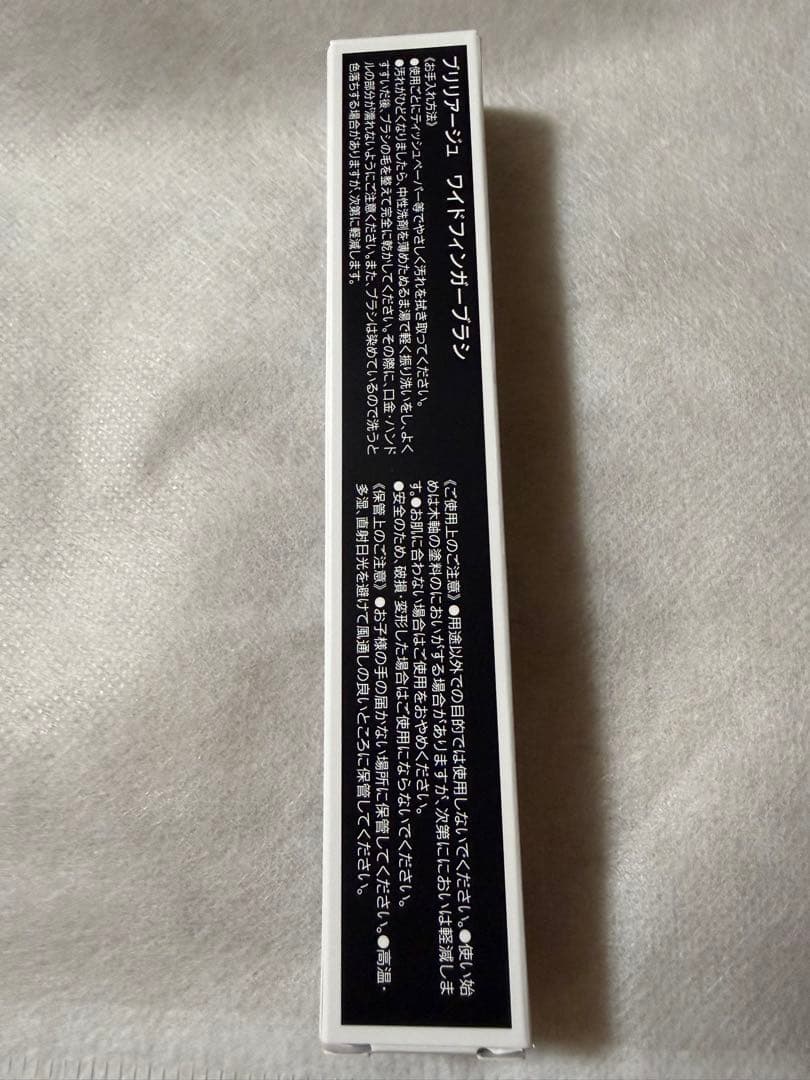 ブリリアージュ　ワイドフィンガーブラシ
《お手入れ方法》
●使用ごとにティッシュペーパー等でやさしく汚れを拭き取ってください。
●汚れがひどくなりましたら、中性洗剤を薄めたぬるま湯で軽く振り洗いをし、よく
すすいだ後、ブラシの毛を整えて完全に乾かしてください。その際に、口金・ハンド
ルの部分が濡れないようにご注意ください。また、ブラシは染めているので洗うと
色落ちする場合がありますが、次第に軽減します。
《ご使用上のご注意》●用途以外での目的では使用しないでください。●使い始
めは木軸の塗料のにおいがする場合がありますが、次第ににおいは軽減しま
す。●お肌に合わない場合はご使用をおやめください。
●安全のため、破損・変形した場合はご使用にならないでください。
《保管上のご注意》●お子様の手の届かない場所に保管してください。●高温・
多湿、直射日光を避けて風通しの良いところに保管してください。